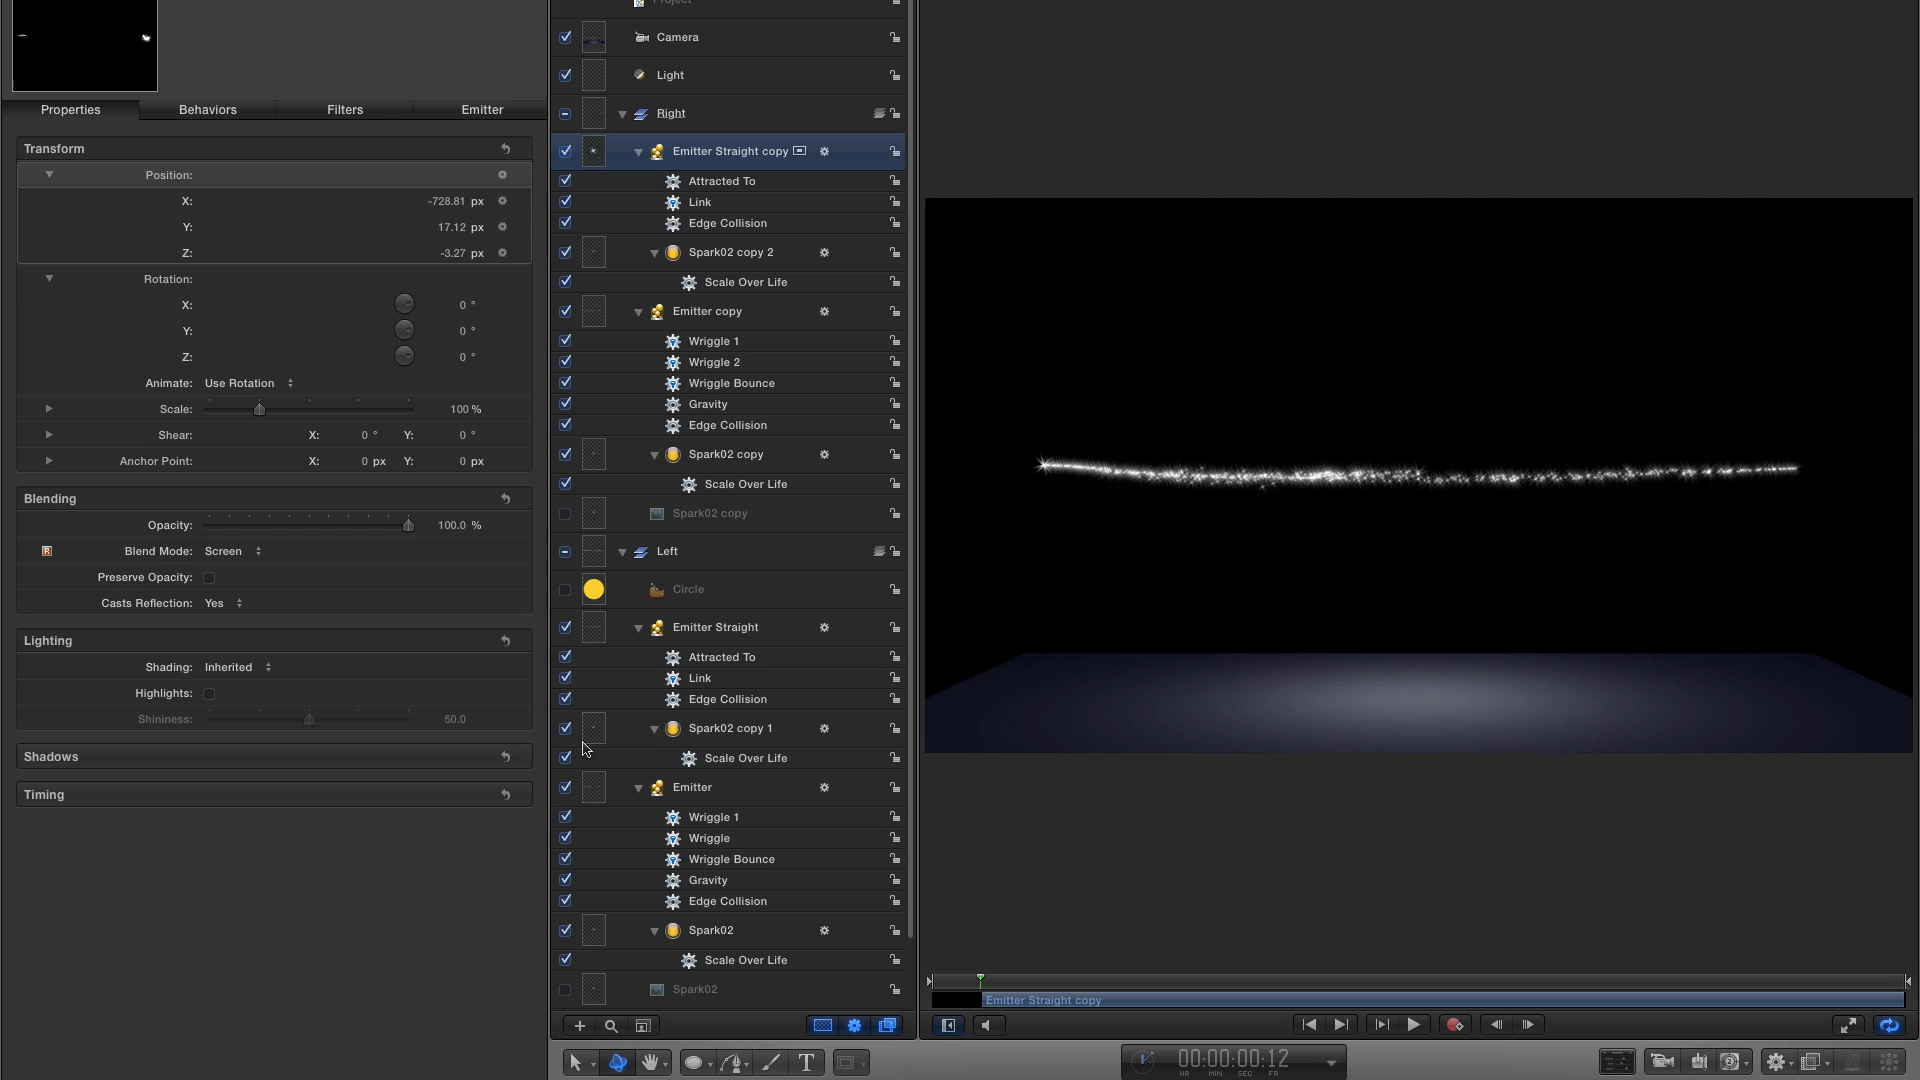 Project
Camera
Light
Properties
Behaviors
Filters
Emitter
Right
Transform
Emitter Straight copy
Position:
Attracted To
X:
-728.81 px
Link
Y:
17.12 px
Edge Collision
Z:
-3.27 px
Spark02 copy 2
Rotation:
Scale Over Life
X:
0 °
Emitter copy
Y:
0 °
Wriggle 1
Z:
0 °
Wriggle 2
Animate:
Use Rotation
Wriggle Bounce
Scale:
100 %
Gravity
Shear:
X:
0 °
Y:
0 °
Edge Collision
Anchor Point:
X:
0 px
Y:
0 px
Spark02 copy
Scale Over Life
Blending
Spark02 copy
Opacity:
100.0 %
Blend Mode:
Screen
Left
Preserve Opacity:
Circle
Casts Reflection:
Yes
Emitter Straight
Lighting
Attracted To
Shading:
Inherited
Link
Highlights:
Edge Collision
Shininess:
50.0
Spark02 copy 1
Shadows
Scale Over Life
Timing
Emitter
Wriggle 1
Wriggle
Wriggle Bounce
Gravity
Edge Collision
Spark02
Scale Over Life
Spark02
Emitter Straight copy
00:00:00:12
HR MIN SEC FR
T